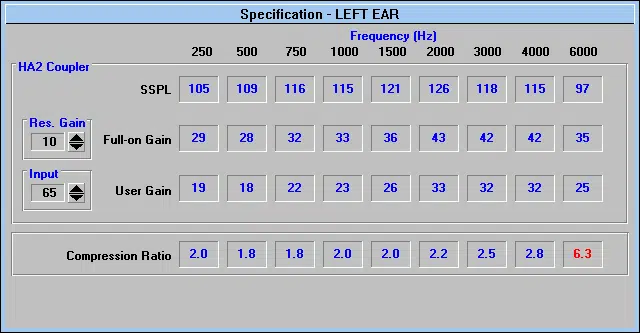 Specification - LEFT EAR
Frequency (Hz)
250 500 750 1000 1500 2000 3000 4000 6000
HA2 Coupler
SSPL 105 109 116 115 121 126 118 115 97
Res. Gain
10
Full-on Gain 29 28 32 33 36 43 42 42 35
Input
65
User Gain 19 18 22 23 26 33 32 32 25
Compression Ratio 2.0 1.8 1.8 2.0 2.0 2.2 2.5 2.8 6.3